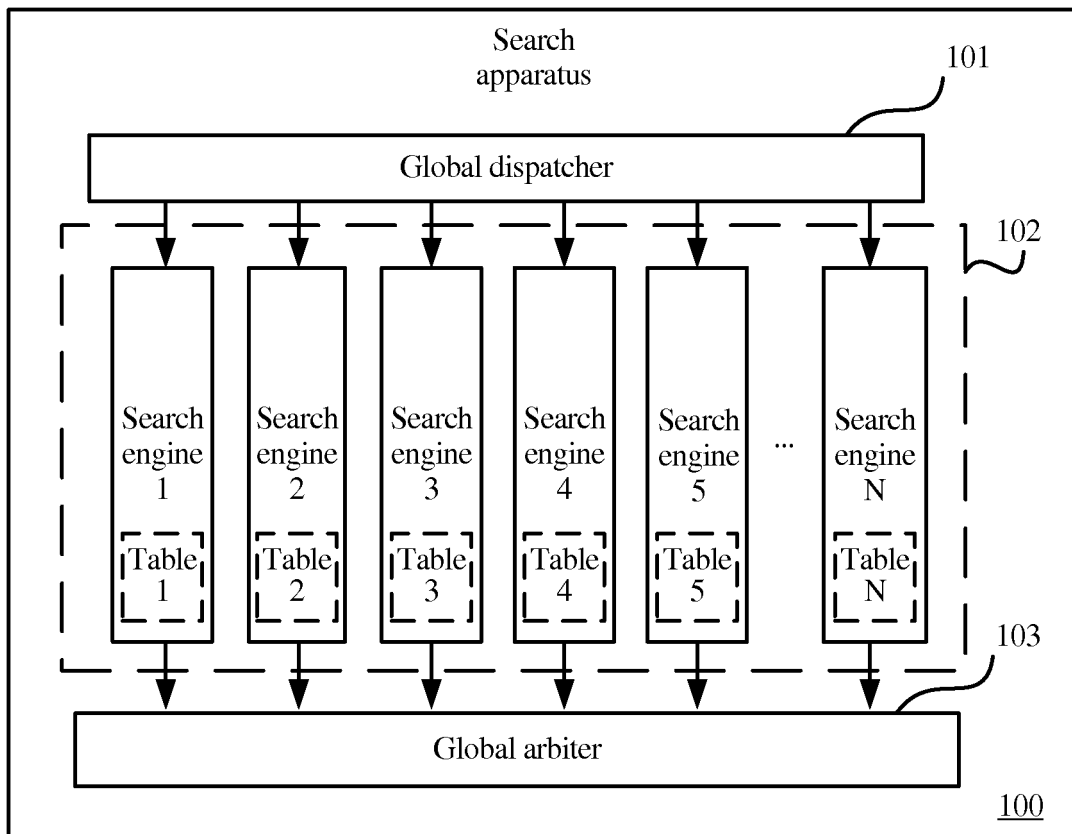 Search
apparatus
101
Global dispatcher
102
Search
engine
1
Search
engine
2
Search
engine
3
Search
engine
4
Search
engine
5
...
Search
engine
N
Table
1
Table
2
Table
3
Table
4
Table
5
Table
N
103
Global arbiter
100